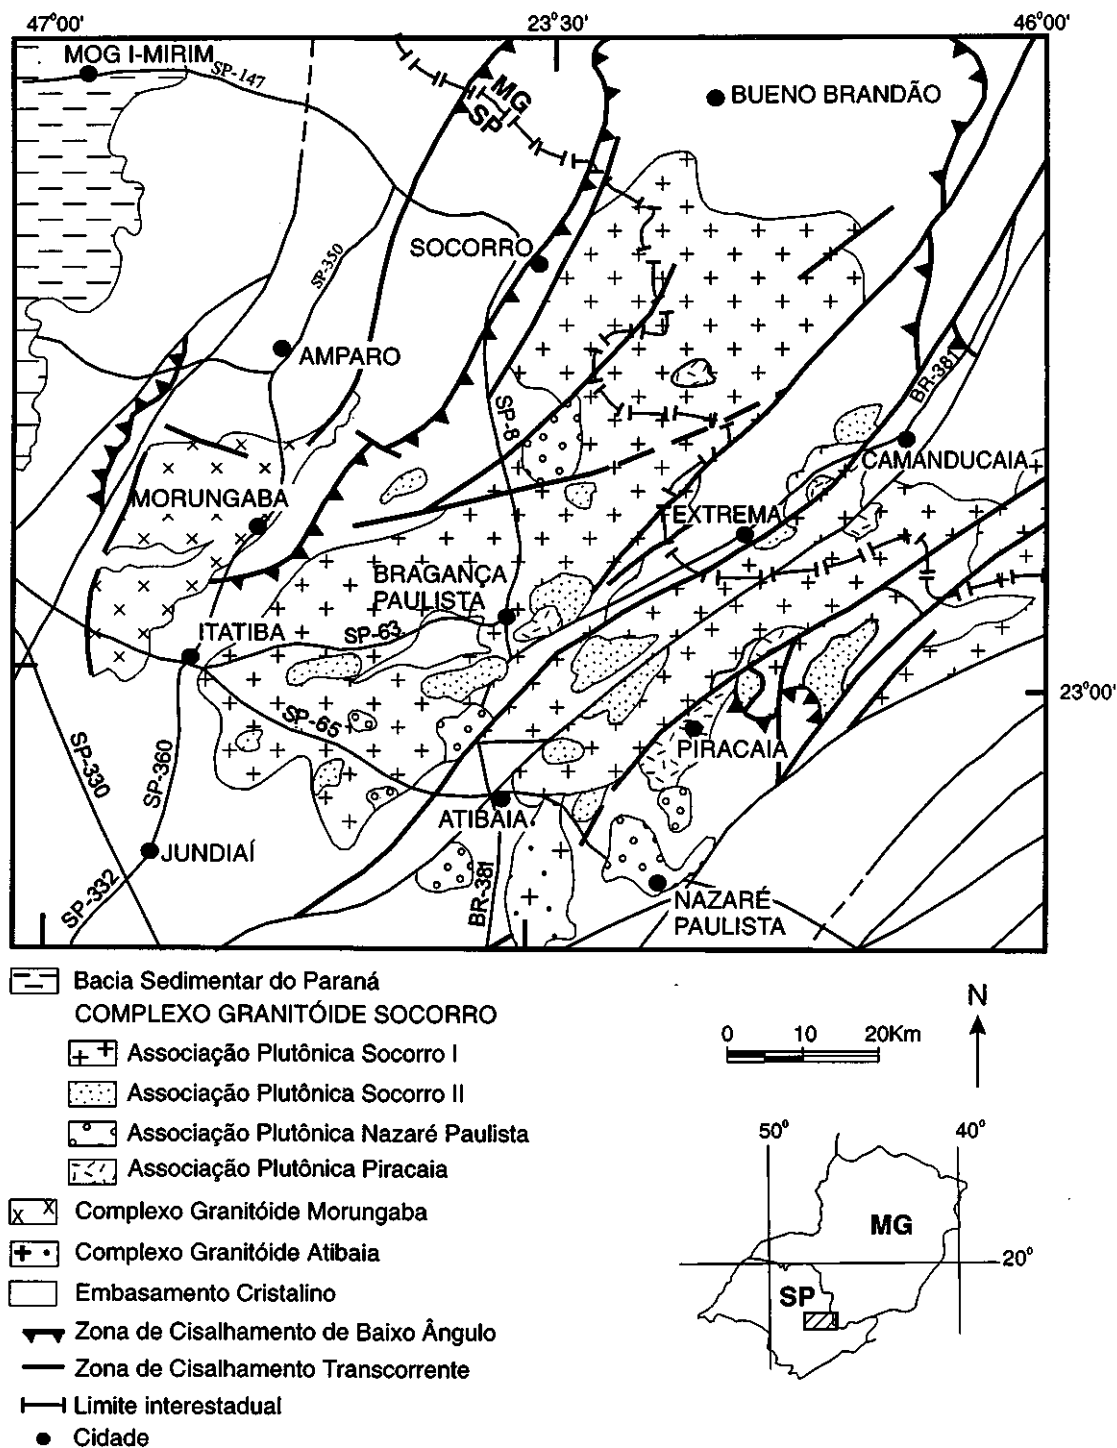 47°00' 23°30' 46°00'
MOG I-MIRIM
SP-147
MG
SP
BUENO BRANDÃO
SOCORRO
SP-350
AMPARO
BR-381
SP-8
CAMANDUCAIA
MORUNGABA
EXTREMA
BRAGANÇA
PAULISTA
ITATIBA
SP-63
23°00'
SP-65
PIRACAIA
SP-330
SP-360
ATIBAIA
JUNDIAÍ
SP-332
BR-381
NAZARÉ
PAULISTA
Bacia Sedimentar do Paraná
COMPLEXO GRANITÓIDE SOCORRO
Associação Plutônica Socorro I
Associação Plutônica Socorro II
Associação Plutônica Nazaré Paulista
Associação Plutônica Piracaia
Complexo Granitóide Morungaba
Complexo Granitóide Atibaia
Embasamento Cristalino
Zona de Cisalhamento de Baixo Ângulo
Zona de Cisalhamento Transcorrente
Limite interestadual
Cidade
N
0 10 20Km
50° 40°
MG
20°
SP